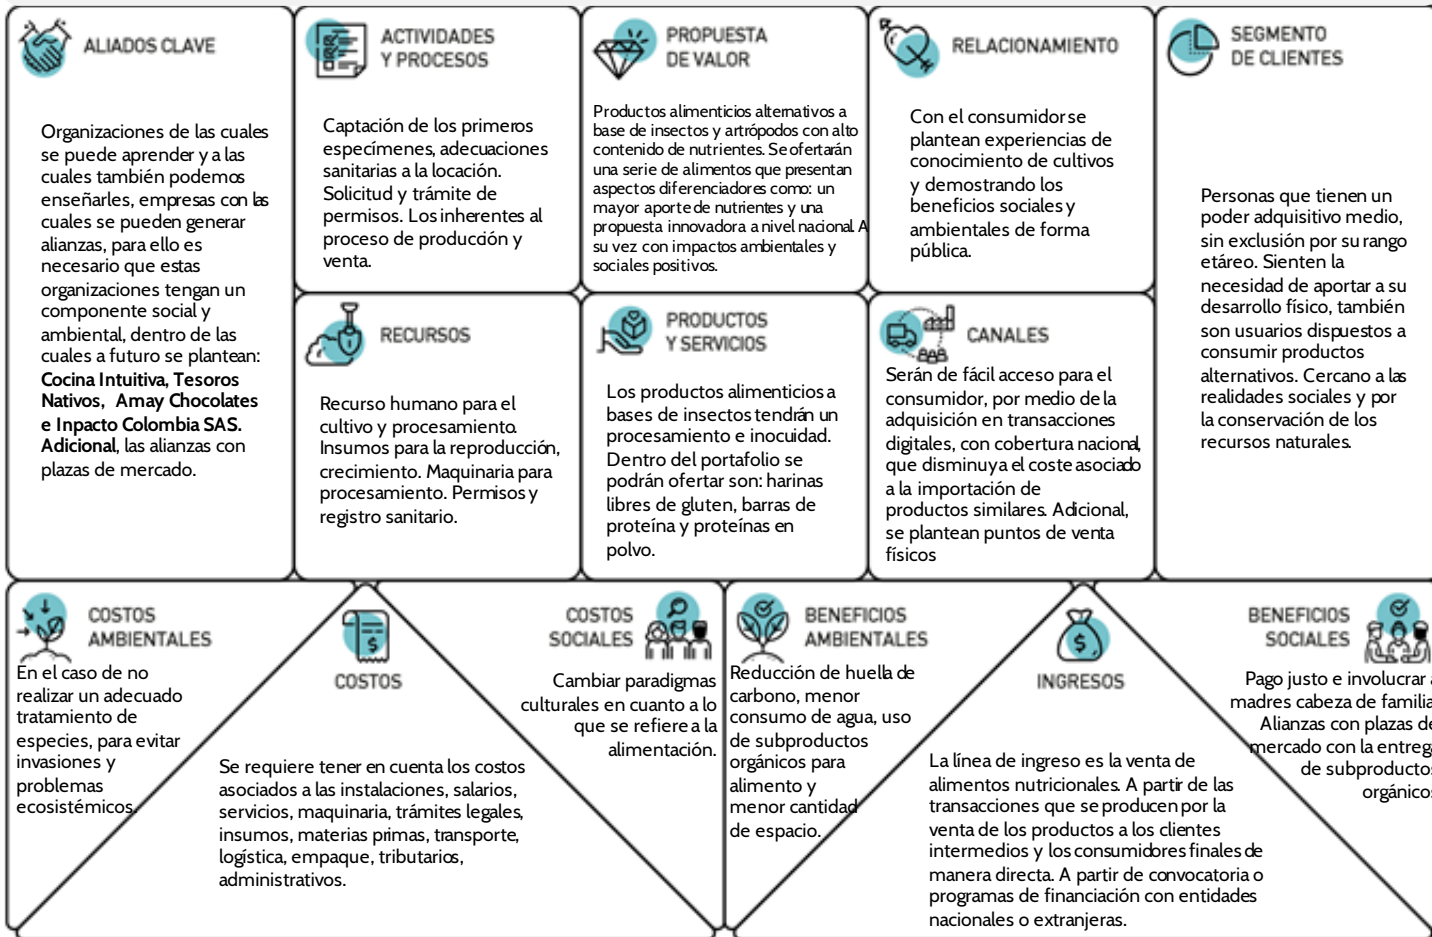 ALIADOS CLAVE
Organizaciones de las cuales
se puede aprender y a las
cuales también podemos
enseñarles, empresas con las
cuales se pueden generar
alianzas, para ello es
necesario que estas
organizaciones tengan un
componente social y
ambiental, dentro de las
cuales a futuro se plantean:
Cocina Intuitiva, Tesoros
Nativos, Amay Chocolates
e Inpacto Colombia SAS.
Adicional, las alianzas con
plazas de mercado.
ACTIVIDADES
Y PROCESOS
Captación de los primeros
especímenes, adecuaciones
sanitarias a la locación.
Solicitud y trámite de
permisos. Los inherentes al
proceso de producción y
venta.
RECURSOS
Recurso humano para el
cultivo y procesamiento.
Insumos para la reproducción,
crecimiento. Maquinaria para
procesamiento. Permisos y
registro sanitario.
PROPUESTA
DE VALOR
Productos alimenticios alternativos a
base de insectos y artrópodos con alto
contenido de nutrientes. Se ofertarán
una serie de alimentos que presentan
aspectos diferenciadores como: un
mayor aporte de nutrientes y una
propuesta innovadora a nivel nacional. A
su vez con impactos ambientales y
sociales positivos.
PRODUCTOS
Y SERVICIOS
Los productos alimenticios a
bases de insectos tendrán un
procesamiento e inocuidad.
Dentro del portafolio se
podrán ofertar son: harinas
libres de gluten, barras de
proteína y proteínas en
polvo.
RELACIONAMIENTO
Con el consumidor se
plantean experiencias de
conocimiento de cultivos
y demostrando los
beneficios sociales y
ambientales de forma
pública.
CANALES
Serán de fácil acceso para el
consumidor, por medio de la
adquisición en transacciones
digitales, con cobertura nacional,
que disminuya el coste asociado
a la importación de
productos similares. Adicional,
se plantean puntos de venta
físicos
SEGMENTO
DE CLIENTES
Personas que tienen un
poder adquisitivo medio,
sin exclusión por su rango
etáreo. Sienten la
necesidad de aportar a su
desarrollo físico, también
son usuarios dispuestos a
consumir productos
alternativos. Cercano a las
realidades sociales y por
la conservación de los
recursos naturales.
COSTOS
AMBIENTALES
En el caso de no
realizar un adecuado
tratamiento de
especies, para evitar
invasiones y
problemas
ecosistémicos.
COSTOS
Se requiere tener en cuenta los costos
asociados a las instalaciones, salarios,
servicios, maquinaria, trámites legales,
insumos, materias primas, transporte,
logística, empaque, tributarios,
administrativos.
COSTOS
SOCIALES
Cambiar paradigmas
culturales en cuanto a lo
que se refiere a la
alimentación.
BENEFICIOS
AMBIENTALES
Reducción de huella de
carbono, menor
consumo de agua, uso
de subproductos
orgánicos para
alimento y
menor cantidad
de espacio.
INGRESOS
La línea de ingreso es la venta de
alimentos nutricionales. A partir de las
transacciones que se producen por la
venta de los productos a los clientes
intermedios y los consumidores finales de
manera directa. A partir de convocatoria o
programas de financiación con entidades
nacionales o extranjeras.
BENEFICIOS
SOCIALES
Pago justo e involucrar a
madres cabeza de familia
Alianzas con plazas de
mercado con la entrega
de subproductos
orgánicos